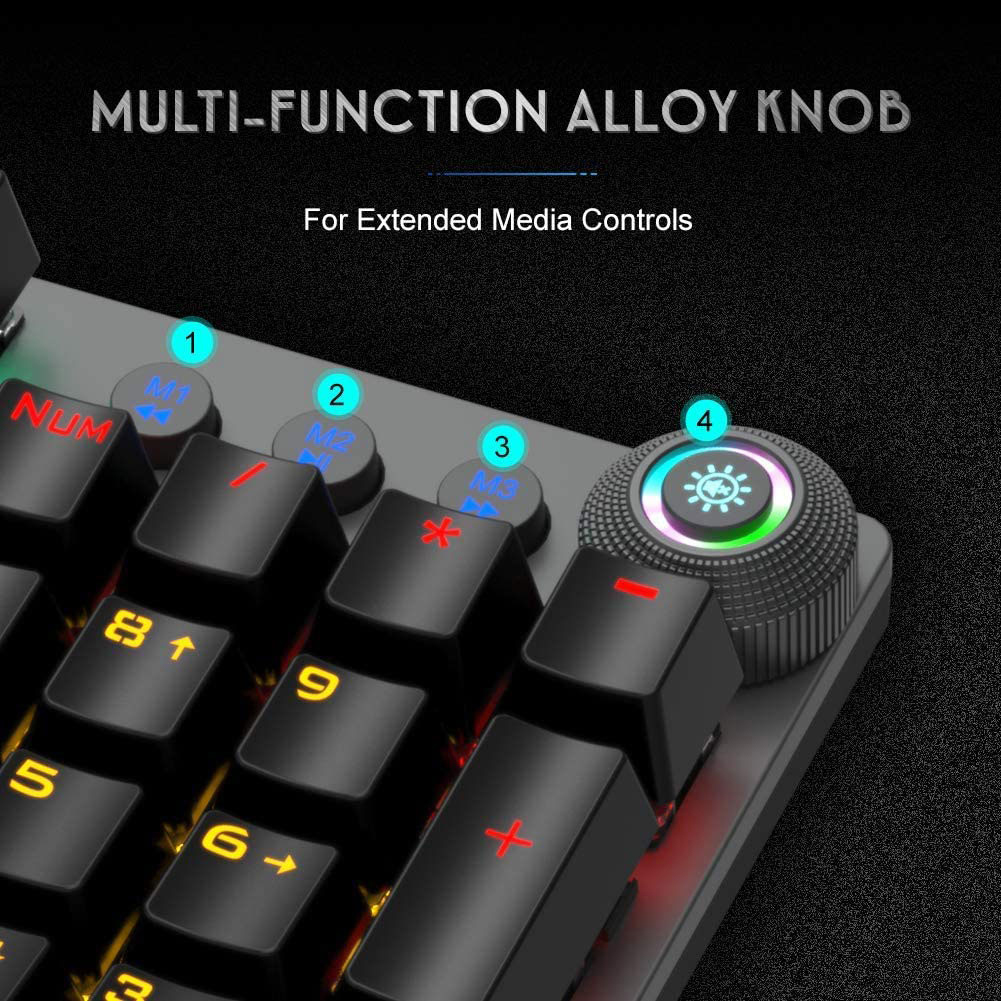 MULTI-FUNCTION ALLOY KNOB
For Extended Media Controls
1
2
3
4
M1
M2
M3
NUM
/
*
-
8
9
+
5
6
3